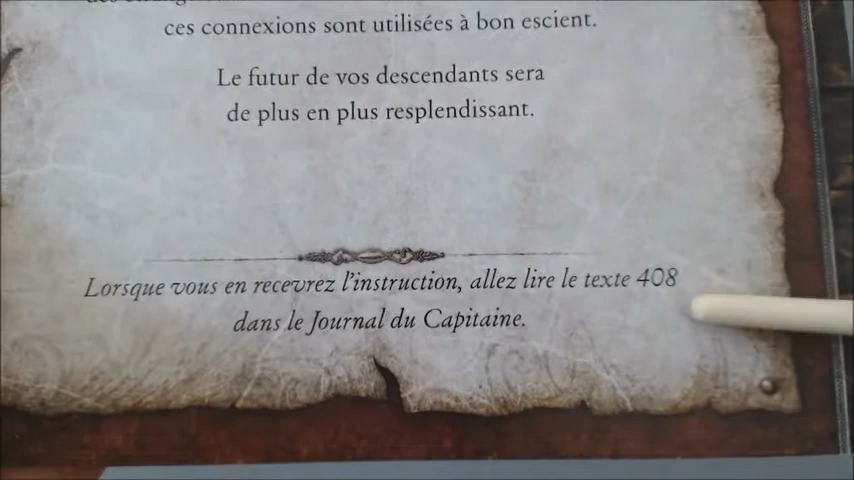 ces connexions sont utilisées à bon escient.
Le futur de vos descendants sera
de plus en plus resplendissant.
Lorsque vous en recevrez l'instruction, allez lire le texte 408
dans le Journal du Capitaine.